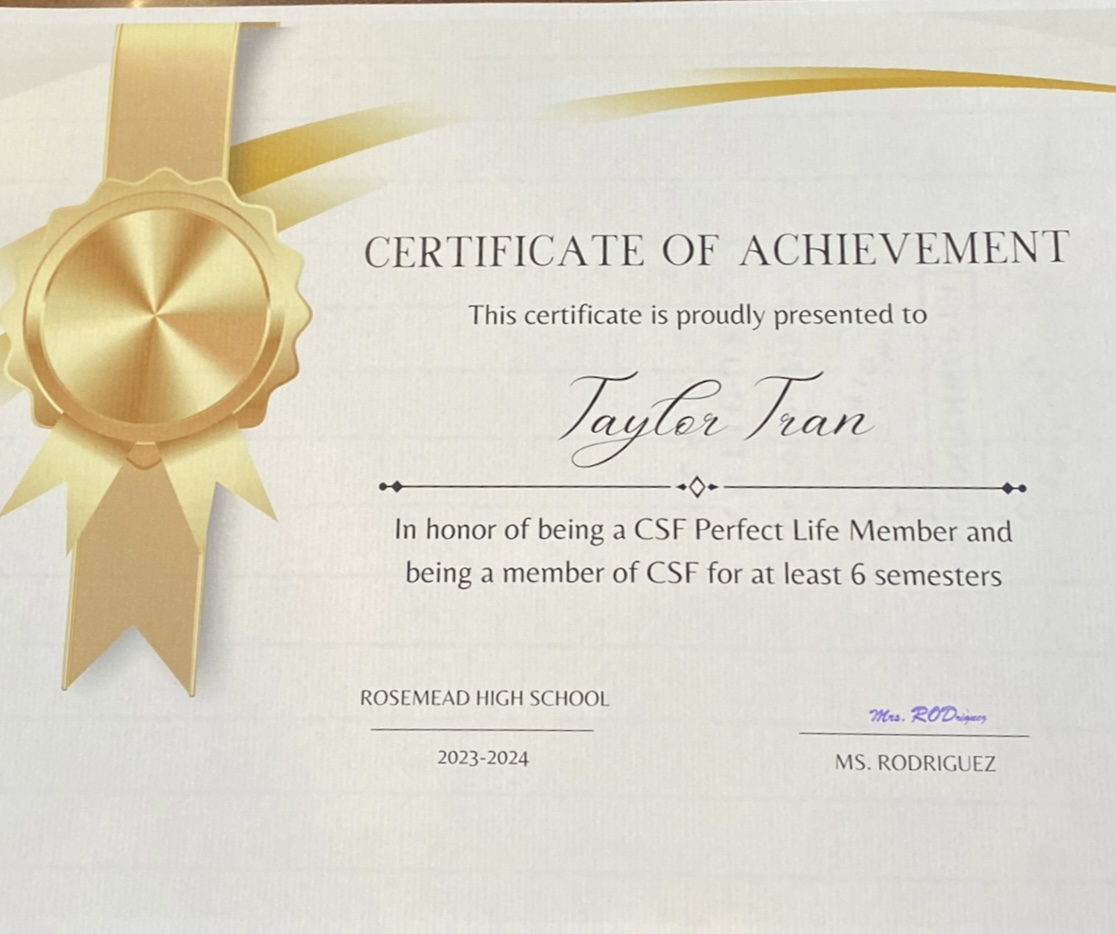 CERTIFICATE OF ACHIEVEMENT
This certificate is proudly presented to
Taylor Tran
In honor of being a CSF Perfect Life Member and
being a member of CSF for at least 6 semesters
ROSEMEAD HIGH SCHOOL
2023-2024
Mrs. RODriguez
MS. RODRIGUEZ